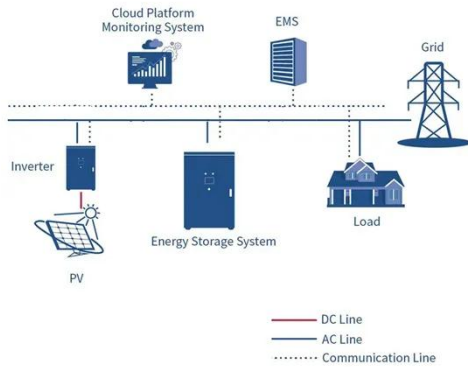 Cloud Platform
Monitoring System
EMS
Grid
Inverter
Energy Storage System
Load
PV
DC Line
AC Line
Communication Line